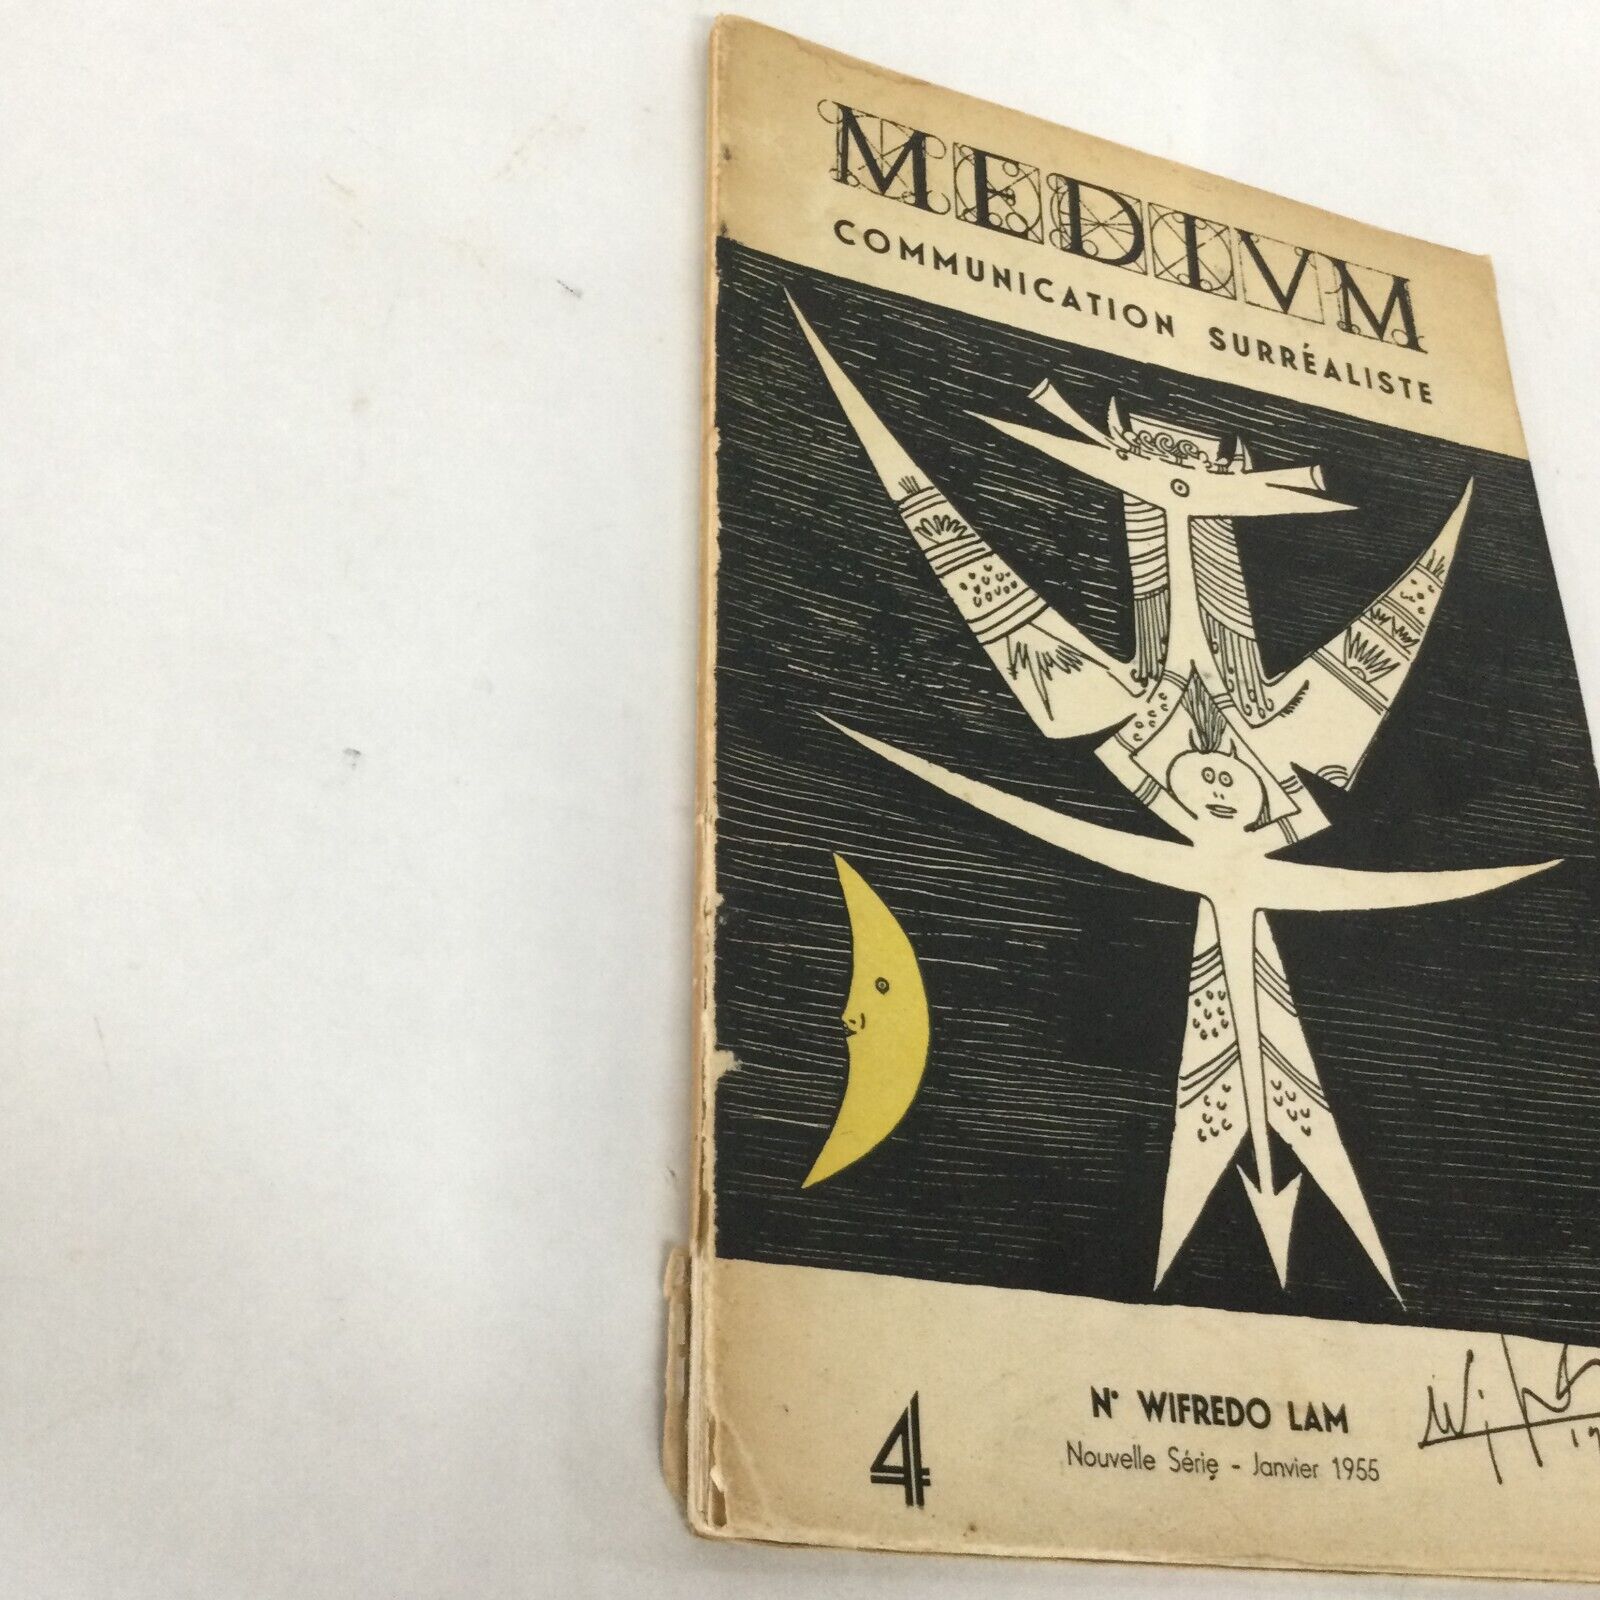 MEDIVM
COMMUNICATION SURRÉALISTE
4
N° WIFREDO LAM
Nouvelle Série - Janvier 1955